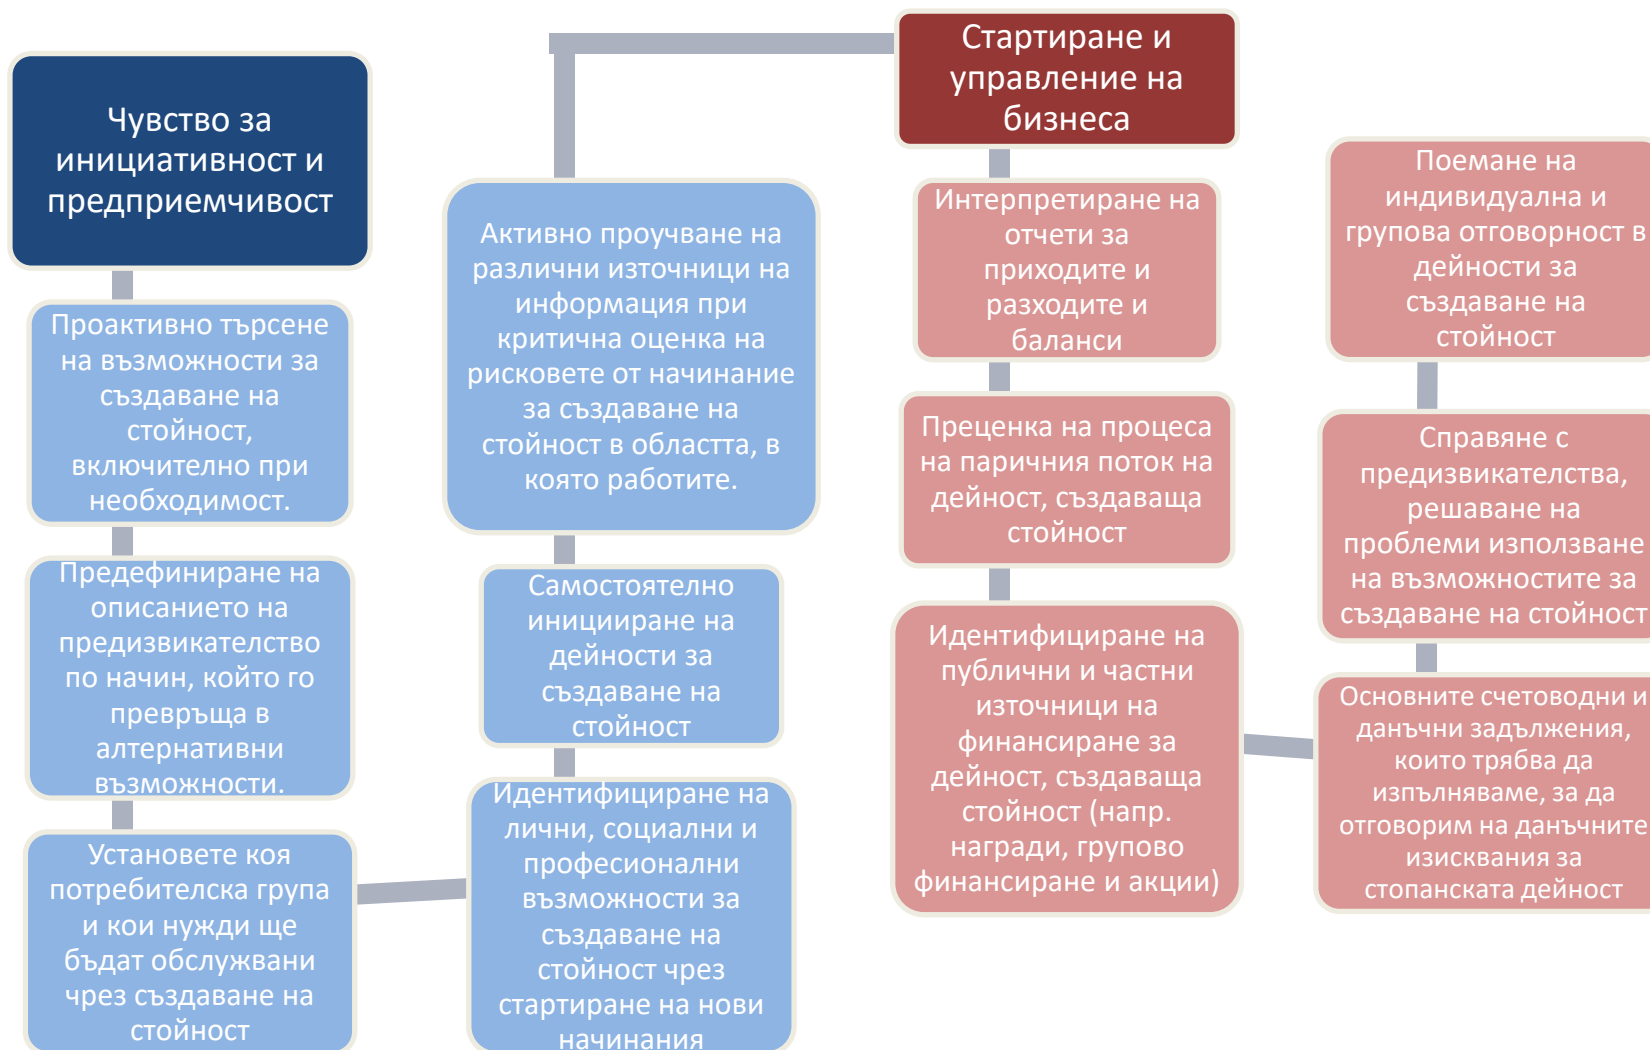 Чувство за
инициативност и
предприемчивост
Проактивно търсене
на възможности за
създаване на
стойност,
включително при
необходимост.
Предефиниране на
описанието на
предизвикателство
по начин, който го
превръща в
алтернативни
възможности.
Установете коя
потребителска група
и кои нужди ще
бъдат обслужвани
чрез създаване на
стойност
Идентифициране на
лични, социални и
професионални
възможности за
създаване на
стойност чрез
стартиране на нови
начинания
Самостоятелно
иницииране на
дейности за
създаване на
стойност
Активно проучване на
различни източници на
информация при
критична оценка на
рисковете от начинание
за създаване на
стойност в областта, в
която работите.
Стартиране и
управление на
бизнеса
Интерпретиране на
отчети за
приходите и
разходите и
баланси
Преценка на процеса
на паричния поток на
дейност, създаваща
стойност
Идентифициране на
публични и частни
източници на
финансиране за
дейност, създаваща
стойност (напр.
награди, групово
финансиране и акции)
Основните счетоводни и
данъчни задължения,
които трябва да
изпълняваме, за да
отговорим на данъчните
изисквания за
стопанската дейност
Справяне с
предизвикателства,
решаване на
проблеми използване
на възможностите за
създаване на стойност
Поемане на
индивидуална и
групова отговорност в
дейности за
създаване на
стойност